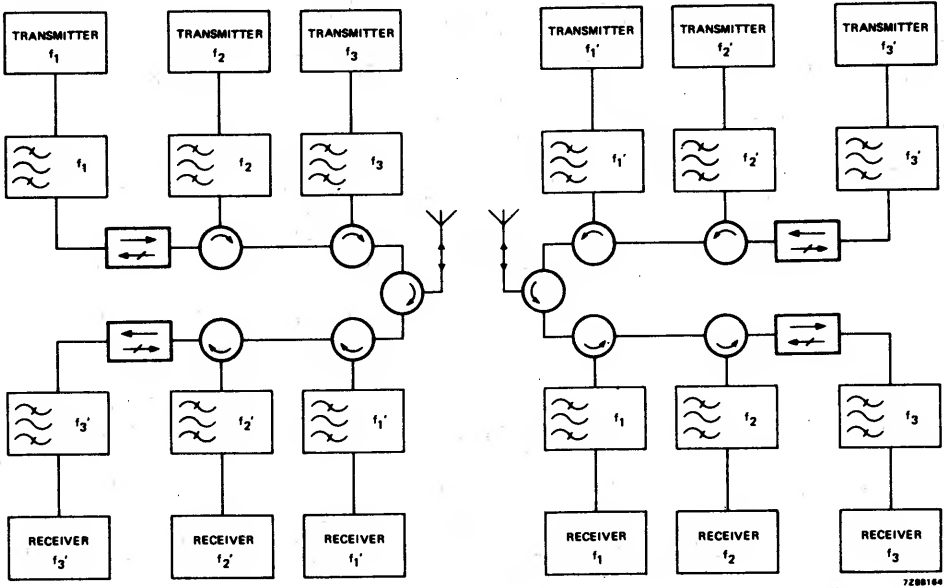 TRANSMITTER
f₁
TRANSMITTER
f₂
TRANSMITTER
f₃
TRANSMITTER
f₁'
TRANSMITTER
f₂'
TRANSMITTER
f₃'
f₁
f₂
f₃
f₁'
f₂'
f₃'
f₃'
f₂'
f₁'
f₁
f₂
f₃
RECEIVER
f₃'
RECEIVER
f₂'
RECEIVER
f₁'
RECEIVER
f₁
RECEIVER
f₂
RECEIVER
f₃